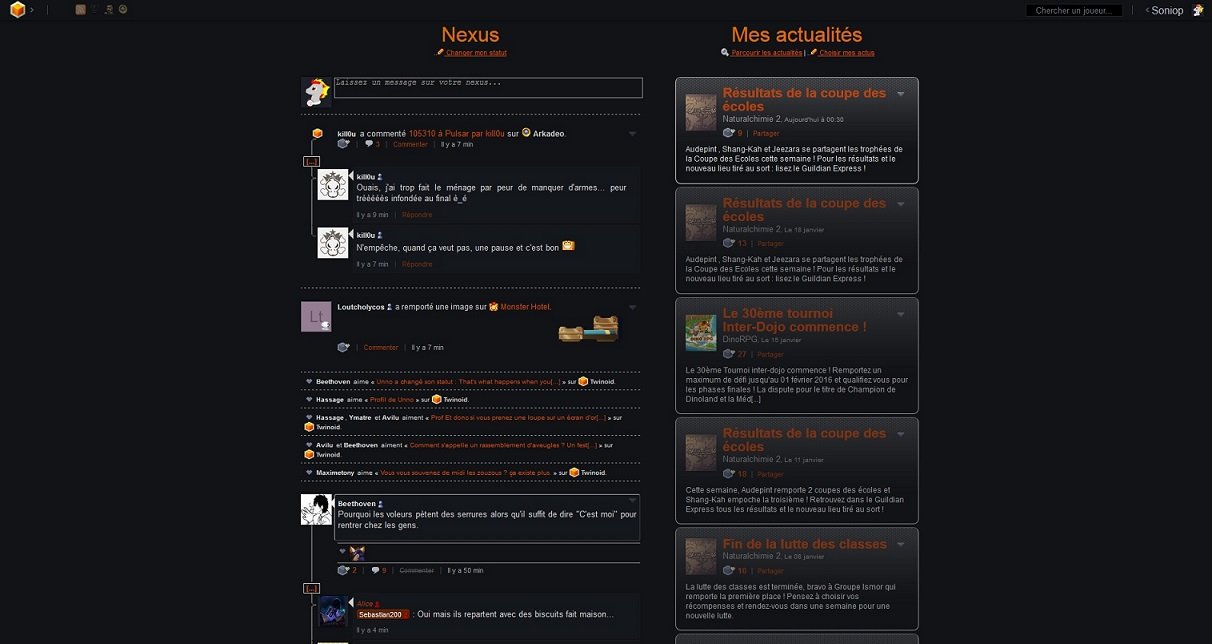 Chercher un joueur...
Soniop
Nexus
Changer mon statut
Laissez un message sur votre nexus...
kill0u a commenté 105310 à Pulsar par kill0u sur Arkadeo.
3 | Commenter | Il y a 7 min
[...]
kill0u
Ouais, j'ai trop fait le ménage par peur de manquer d'armes... peur
trééééés infondée au final é_é
Il y a 9 min | Répondre
kill0u
N'empêche, quand ça veut pas, une pause et c'est bon
Il y a 7 min | Répondre
Lt
Loutcholycos a remporté une image sur Monster Hotel.
Commenter | Il y a 7 min
Beethoven aime « Unno a changé son statut : That's what happens when you[...] » sur Twinoid.
Hassage aime « Profil de Unno » sur Twinoid.
Hassage , Ymatre et Avilu aiment « Prof Et donc si vous prenez une loupe sur un écran d'or[...] » sur
Twinoid.
Avilu et Beethoven aiment « Comment s'appelle un rassemblement d'aveugles ? Un fest[...] » sur
Twinoid.
Maximetony aime « Vous vous souvenez de midi les zouzous ? ça existe plus. » sur Twinoid.
Beethoven
Pourquoi les voleurs pètent des serrures alors qu'il suffit de dire "C'est moi" pour
rentrer chez les gens.
2 | 9 | Commenter | Il y a 50 min
[...]
Alice
Sebastian200 : Oui mais ils repartent avec des biscuits fait maison...
Il y a 4 min
Mes actualités
Parcourir les actualités | Choisir mes actus
Résultats de la coupe des
écoles
Naturalchimie 2, Aujourd'hui à 00:30
9 | Partager
Audepint , Shang-Kah et Jeezara se partagent les trophées de
la Coupe des Ecoles cette semaine ! Pour les résultats et le
nouveau lieu tiré au sort : lisez le Guildian Express !
Résultats de la coupe des
écoles
Naturalchimie 2, Le 18 janvier
13 | Partager
Audepint , Shang-Kah et Jeezara se partagent les trophées de
la Coupe des Ecoles cette semaine ! Pour les résultats et le
nouveau lieu tiré au sort : lisez le Guildian Express !
Le 30ème tournoi
Inter-Dojo commence !
DinoRPG, Le 15 janvier
27 | Partager
Le 30ème Tournoi inter-dojo commence ! Remportez un
maximum de défi jusqu'au 01 février 2016 et qualifiez vous pour
les phases finales ! La dispute pour le titre de Champion de
Dinoland et la Méd[...]
Résultats de la coupe des
écoles
Naturalchimie 2, Le 11 janvier
18 | Partager
Cette semaine, Audepint remporte 2 coupes des écoles et
Shang-Kah empoche la troisième ! Retrouvez dans le Guildian
Express tous les résultats et le nouveau lieu tiré au sort !
Fin de la lutte des classes
Naturalchimie 2, Le 06 janvier
16 | Partager
La lutte des classes est terminée, bravo à Groupe Ismor qui
remporte la première place ! Pensez à choisir vos
récompenses et rendez-vous dans une semaine pour une
nouvelle lutte.